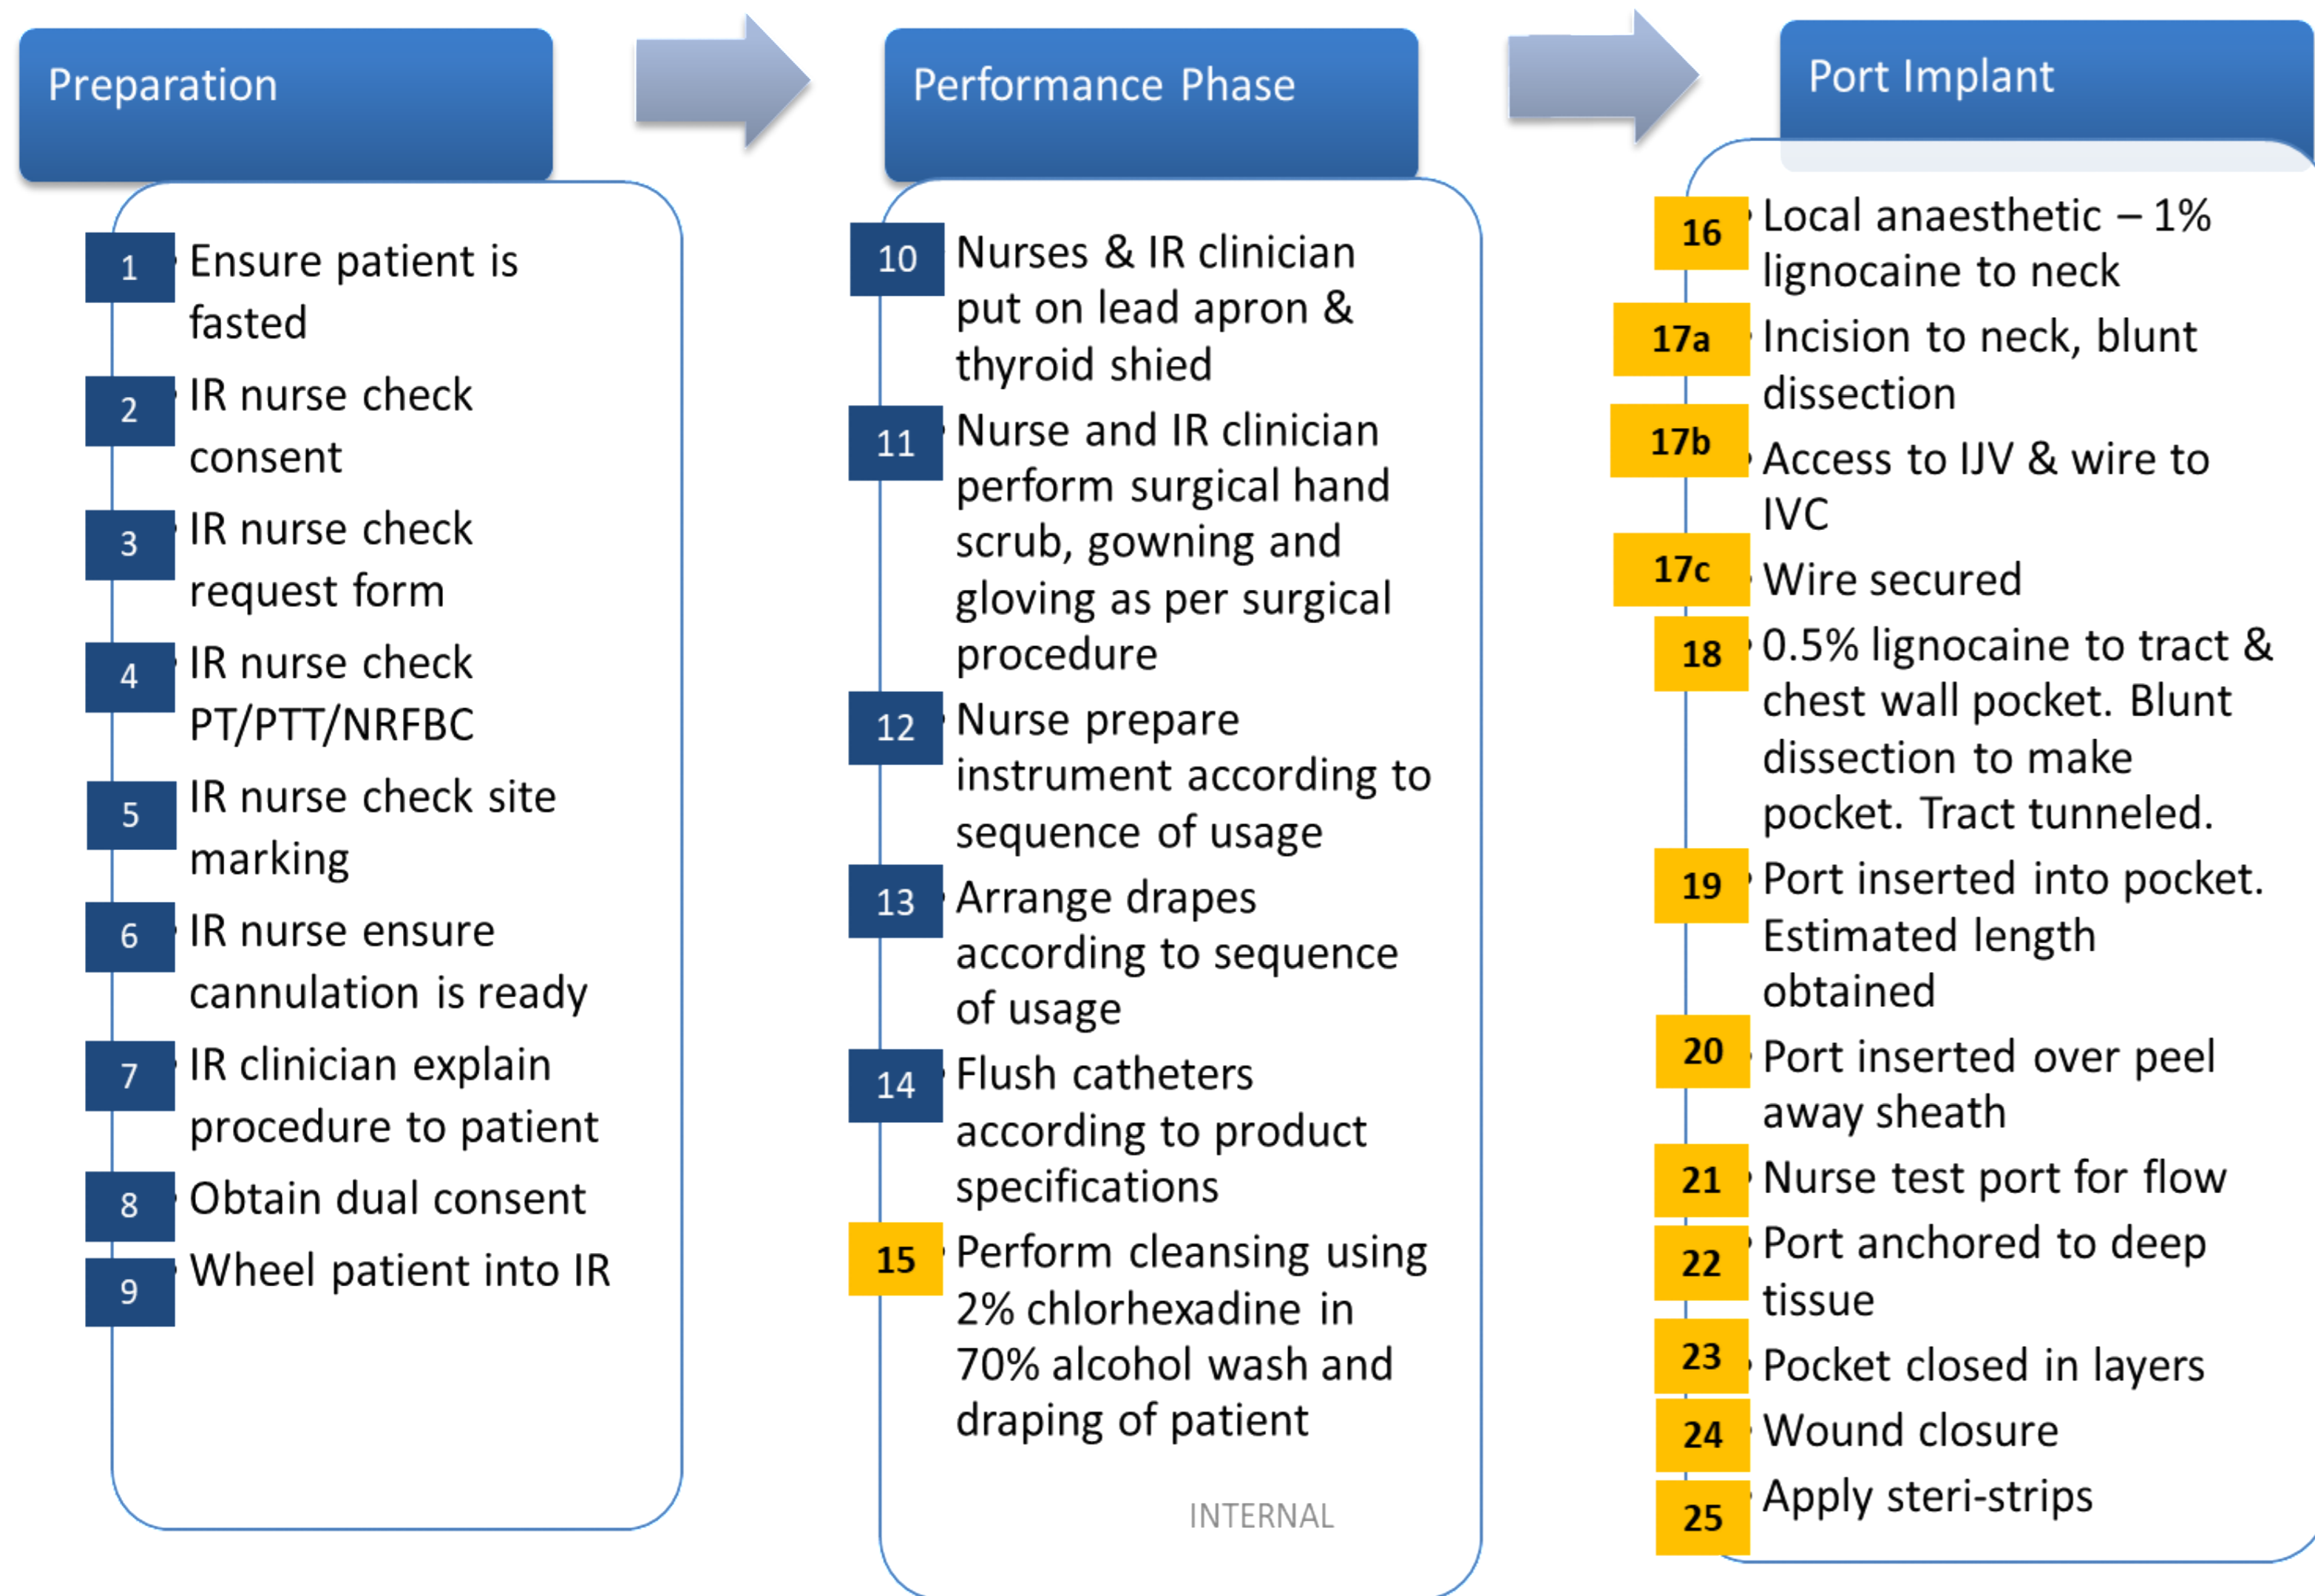 Preparation
1
Ensure patient is
fasted
2
IR nurse check
consent
3
IR nurse check
request form
4
IR nurse check
PT/PTT/NRFBC
5
IR nurse check site
marking
6
IR nurse ensure
cannulation is ready
7
IR clinician explain
procedure to patient
8
Obtain dual consent
9
Wheel patient into IR
Performance Phase
10
Nurses & IR clinician
put on lead apron &
thyroid shied
11
Nurse and IR clinician
perform surgical hand
scrub, gowning and
gloving as per surgical
procedure
12
Nurse prepare
instrument according to
sequence of usage
13
Arrange drapes
according to sequence
of usage
14
Flush catheters
according to product
specifications
15
Perform cleansing using
2% chlorhexadine in
70% alcohol wash and
draping of patient
INTERNAL
Port Implant
16
Local anaesthetic – 1%
lignocaine to neck
17a
Incision to neck, blunt
dissection
17b
Access to IJV & wire to
IVC
17c
Wire secured
18
0.5% lignocaine to tract &
chest wall pocket. Blunt
dissection to make
pocket. Tract tunneled.
19
Port inserted into pocket.
Estimated length
obtained
20
Port inserted over peel
away sheath
21
Nurse test port for flow
22
Port anchored to deep
tissue
23
Pocket closed in layers
24
Wound closure
25
Apply steri-strips